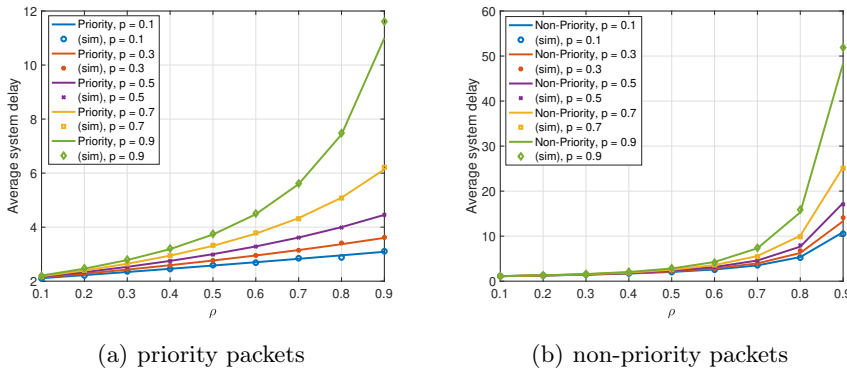 12
10
8
6
4
2
Average system delay
Priority, p = 0.1
(sim), p = 0.1
Priority, p = 0.3
(sim), p = 0.3
Priority, p = 0.5
(sim), p = 0.5
Priority, p = 0.7
(sim), p = 0.7
Priority, p = 0.9
(sim), p = 0.9
0.1 0.2 0.3 0.4 0.5 0.6 0.7 0.8 0.9
ρ
(a) priority packets
60
50
40
30
20
10
0
Average system delay
Non-Priority, p = 0.1
(sim), p = 0.1
Non-Priority, p = 0.3
(sim), p = 0.3
Non-Priority, p = 0.5
(sim), p = 0.5
Non-Priority, p = 0.7
(sim), p = 0.7
Non-Priority, p = 0.9
(sim), p = 0.9
0.1 0.2 0.3 0.4 0.5 0.6 0.7 0.8 0.9
ρ
(b) non-priority packets